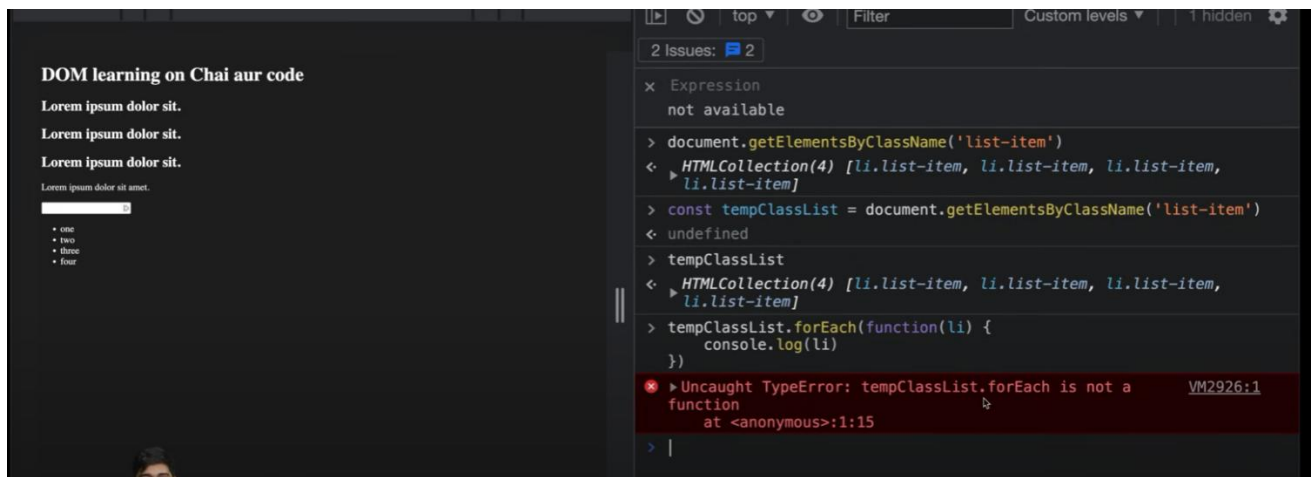 DOM learning on Chai aur code
Lorem ipsum dolor sit.
Lorem ipsum dolor sit.
Lorem ipsum dolor sit.
Lorem ipsum dolor sit amet.
• one
• two
• three
• four
top ▼ Filter Custom levels ▼ 1 hidden
2 Issues: 2
Expression
not available
> document.getElementsByClassName('list-item')
HTMLCollection(4) [li.list-item, li.list-item, li.list-item,
li.list-item]
> const tempClassList = document.getElementsByClassName('list-item')
undefined
> tempClassList
HTMLCollection(4) [li.list-item, li.list-item, li.list-item,
li.list-item]
> tempClassList.forEach(function(li) {
console.log(li)
})
Uncaught TypeError: tempClassList.forEach is not a VM2926:1
function
at <anonymous>:1:15
>